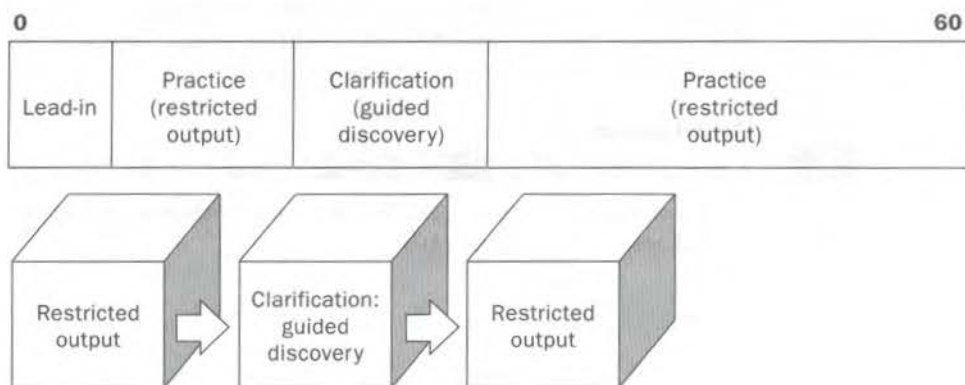 0 60
Lead-in
Practice
(restricted
output)
Clarification
(guided
discovery)
Practice
(restricted
output)
Restricted
output
Clarification:
guided
discovery
Restricted
output